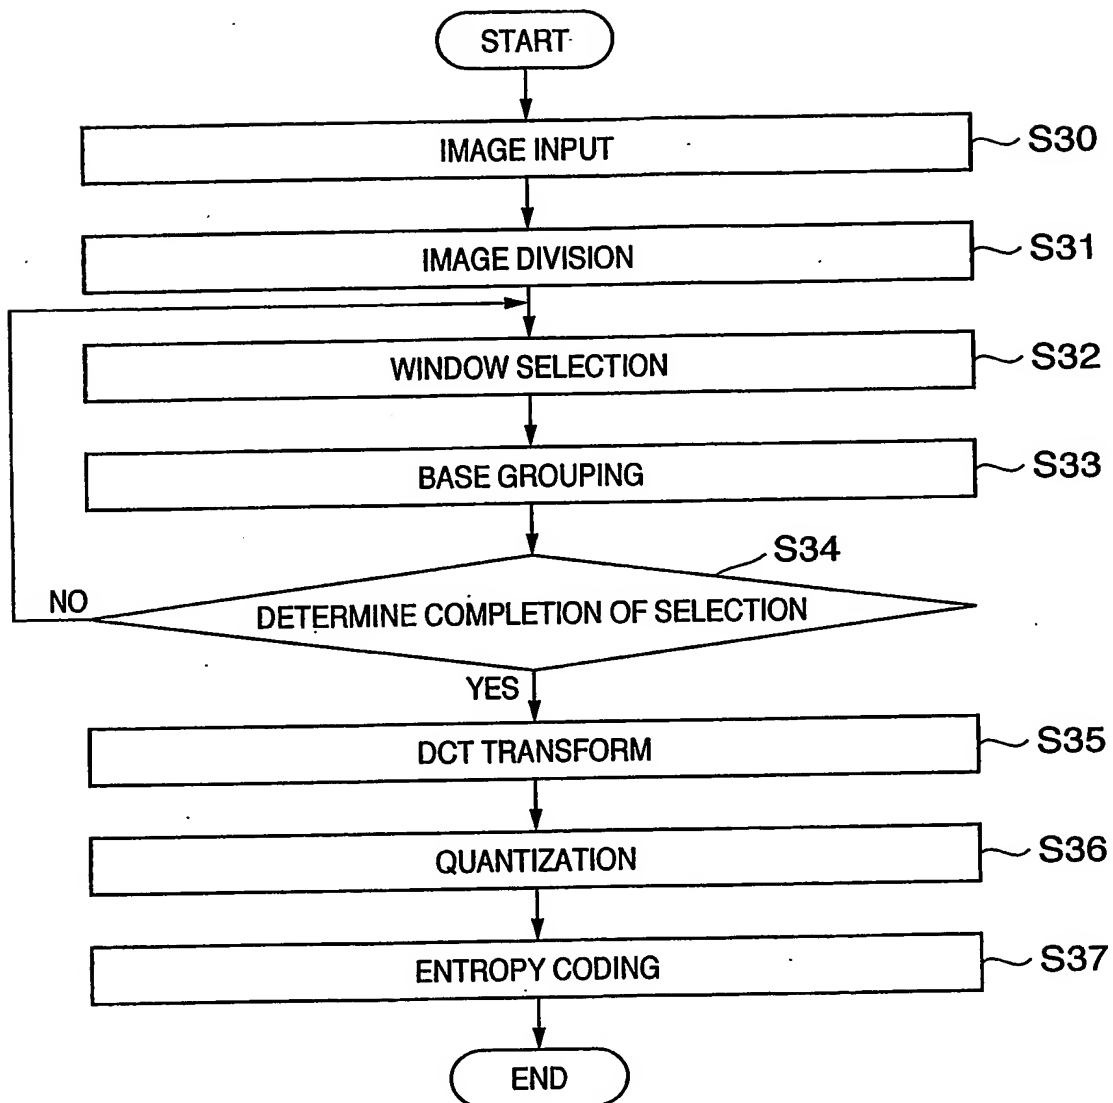 START
IMAGE INPUT
S30
IMAGE DIVISION
S31
WINDOW SELECTION
S32
BASE GROUPING
S33
S34
NO
DETERMINE COMPLETION OF SELECTION
YES
DCT TRANSFORM
S35
QUANTIZATION
S36
ENTROPY CODING
S37
END